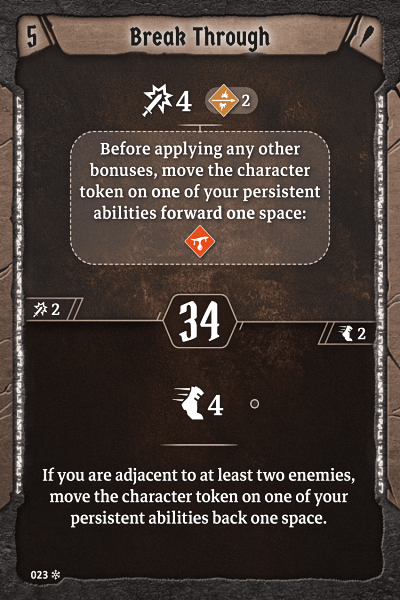 5
Break Through
4
2
Before applying any other
bonuses, move the character
token on one of your persistent
abilities forward one space:
2
34
2
4
If you are adjacent to at least two enemies,
move the character token on one of your
persistent abilities back one space.
023